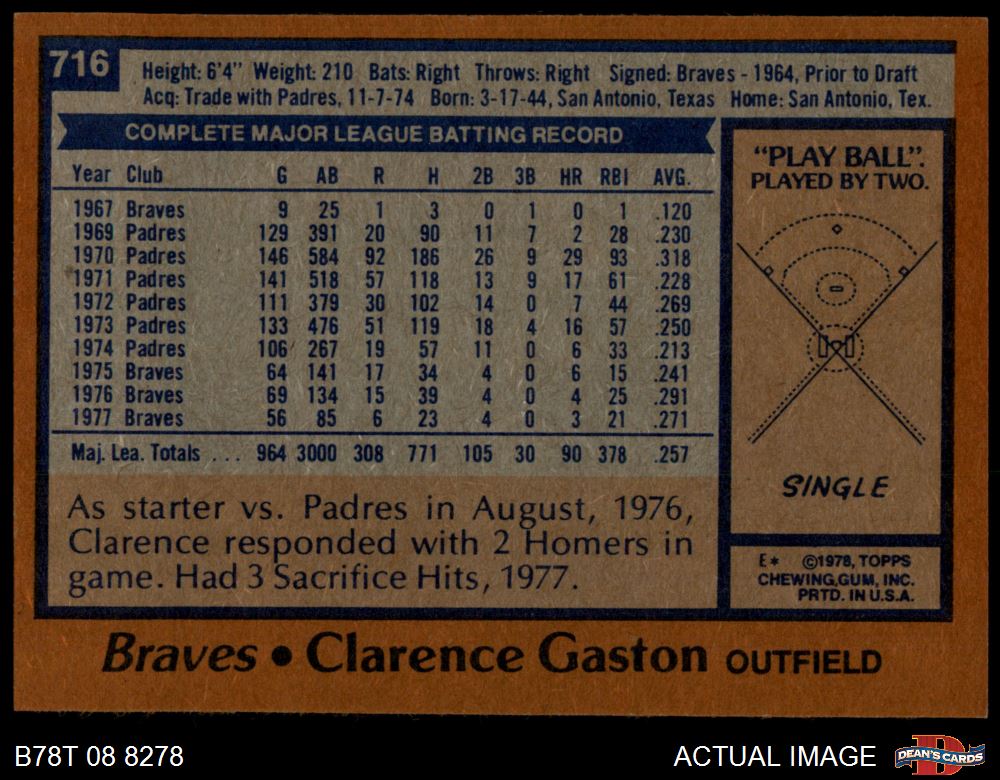 716
Height: 6'4" Weight: 210 Bats: Right Throws: Right Signed: Braves - 1964, Prior to Draft
Acq: Trade with Padres, 11-7-74 Born: 3-17-44, San Antonio, Texas Home: San Antonio, Tex.
COMPLETE MAJOR LEAGUE BATTING RECORD
Year Club G AB R H 2B 3B HR RBI AVG.
1967 Braves 9 25 1 3 0 1 0 1 .120
1969 Padres 129 391 20 90 11 7 2 28 .230
1970 Padres 146 584 92 186 26 9 29 93 .318
1971 Padres 141 518 57 118 13 9 17 61 .228
1972 Padres 111 379 30 102 14 0 7 44 .269
1973 Padres 133 476 51 119 18 4 16 57 .250
1974 Padres 106 267 19 57 11 0 6 33 .213
1975 Braves 64 141 17 34 4 0 6 15 .241
1976 Braves 69 134 15 39 4 0 4 25 .291
1977 Braves 56 85 6 23 4 0 3 21 .271
Maj. Lea. Totals ... 964 3000 308 771 105 30 90 378 .257
As starter vs. Padres in August, 1976,
Clarence responded with 2 Homers in
game. Had 3 Sacrifice Hits, 1977.
"PLAY BALL".
PLAYED BY TWO.
SINGLE
E* ©1978, TOPPS
CHEWING,GUM, INC.
PRTD. IN U.S.A.
Braves • Clarence Gaston OUTFIELD
B78T 08 8278
ACTUAL IMAGE
D
DEAN'S CARDS